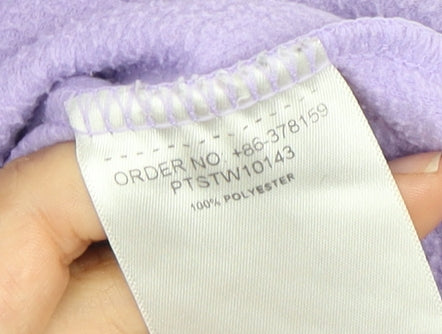 ORDER NO. +86-378159
PTSTW10143
100% POLYESTER